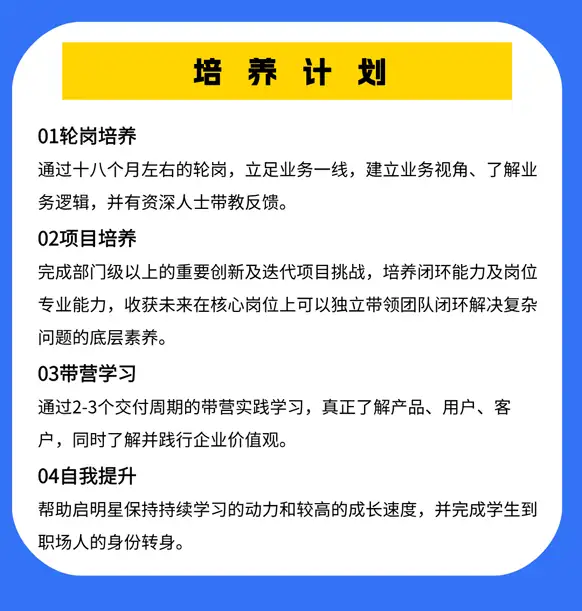 培养计划
01轮岗培养
通过十八个月左右的轮岗，立足业务一线，建立业务视角、了解业
务逻辑，并有资深人士带教反馈。
02项目培养
完成部门级以上的重要创新及迭代项目挑战，培养闭环能力及岗位
专业能力，收获未来在核心岗位上可以独立带领团队闭环解决复杂
问题的底层素养。
03带营学习
通过2-3个交付周期的带营实践学习，真正了解产品、用户、客
户，同时了解并践行企业价值观。
04自我提升
帮助启明星保持持续学习的动力和较高的成长速度，并完成学生到
职场人的身份转身。